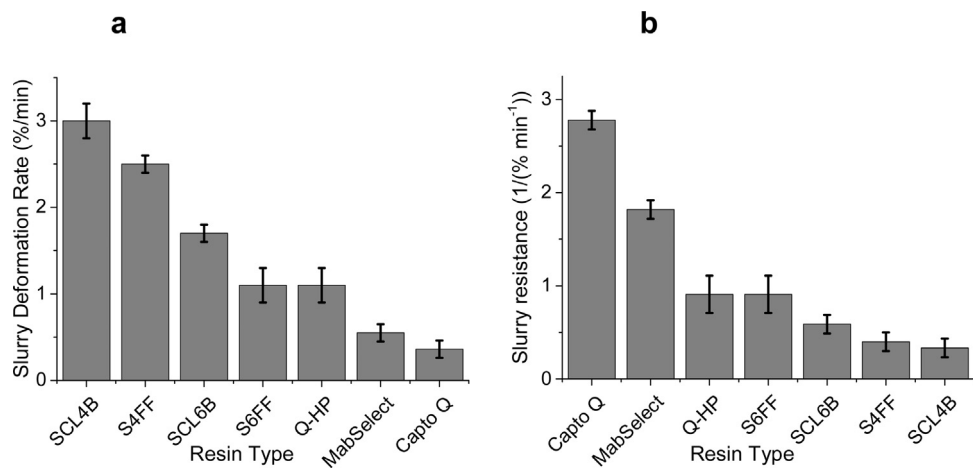 a
Slurry Deformation Rate (%/min)
3
2
1
0
SCL4B
S4FF
SCL6B
S6FF
Q-HP
MabSelect
Capto Q
Resin Type
b
Slurry resistance (1/(% min⁻¹))
3
2
1
0
Capto Q
MabSelect
Q-HP
S6FF
SCL6B
S4FF
SCL4B
Resin Type